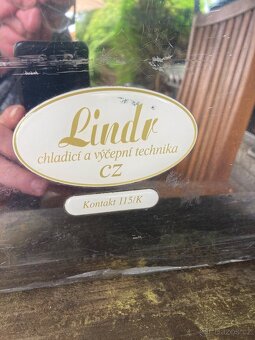 Lindr
chladicí a výčepní technika
CZ
Kontakt 115/K